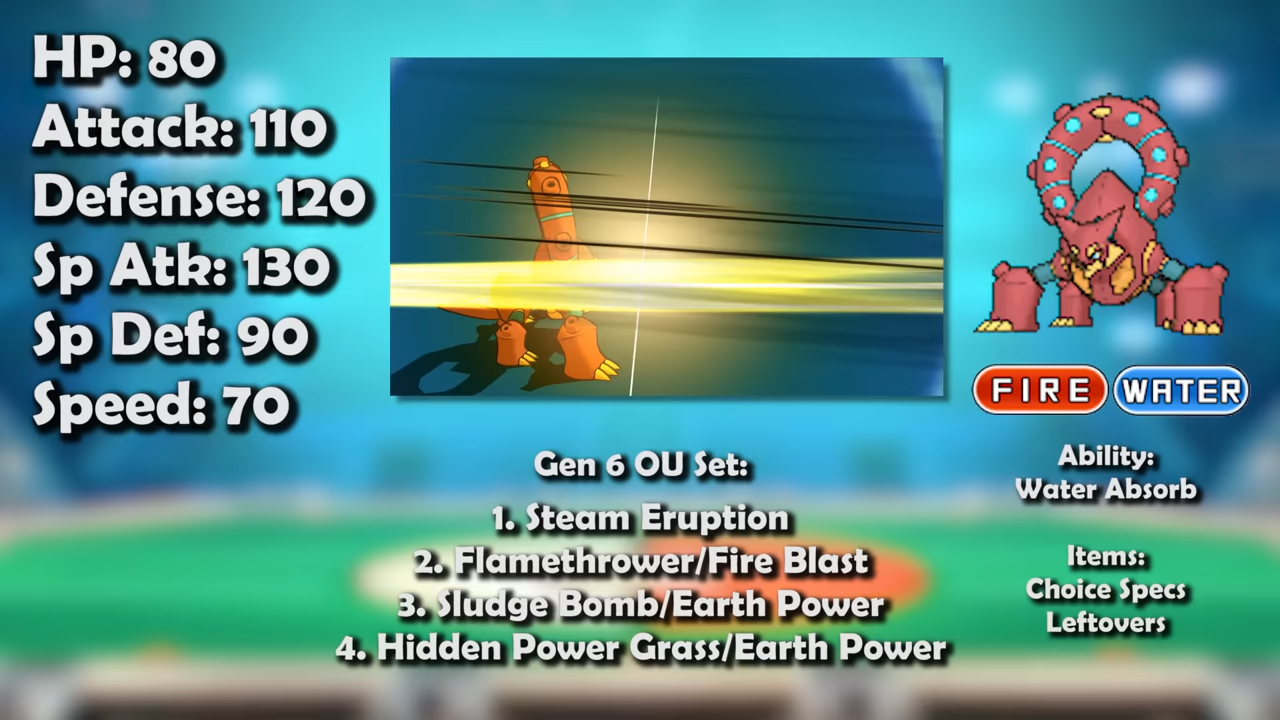 HP: 80
Attack: 110
Defense: 120
Sp Atk: 130
Sp Def: 90
Speed: 70
FIRE WATER
Ability:
Water Absorb
Items:
Choice Specs
Leftovers
Gen 6 OU Set:
1. Steam Eruption
2. Flamethrower/Fire Blast
3. Sludge Bomb/Earth Power
4. Hidden Power Grass/Earth Power